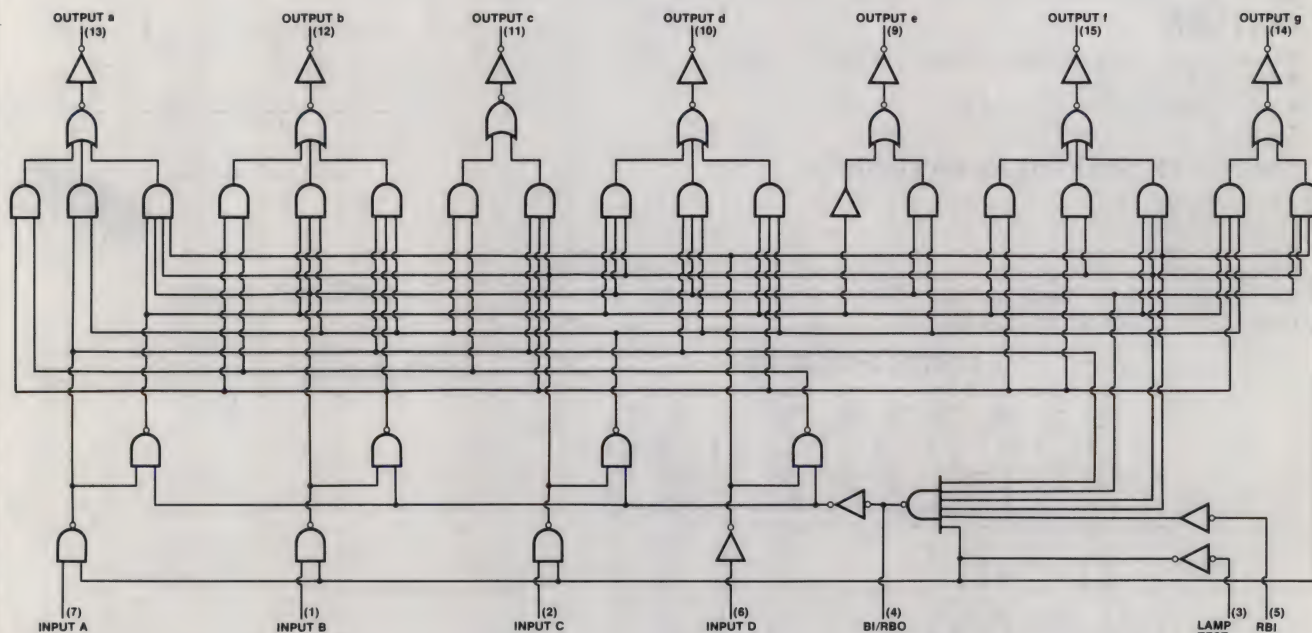 OUTPUT a OUTPUT b OUTPUT c OUTPUT d OUTPUT e OUTPUT f OUTPUT g
(13) (12) (11) (10) (9) (15) (14)
(7) (1) (2) (6) (4) (3) (5)
INPUT A INPUT B INPUT C INPUT D BI/RBO LAMP RBI